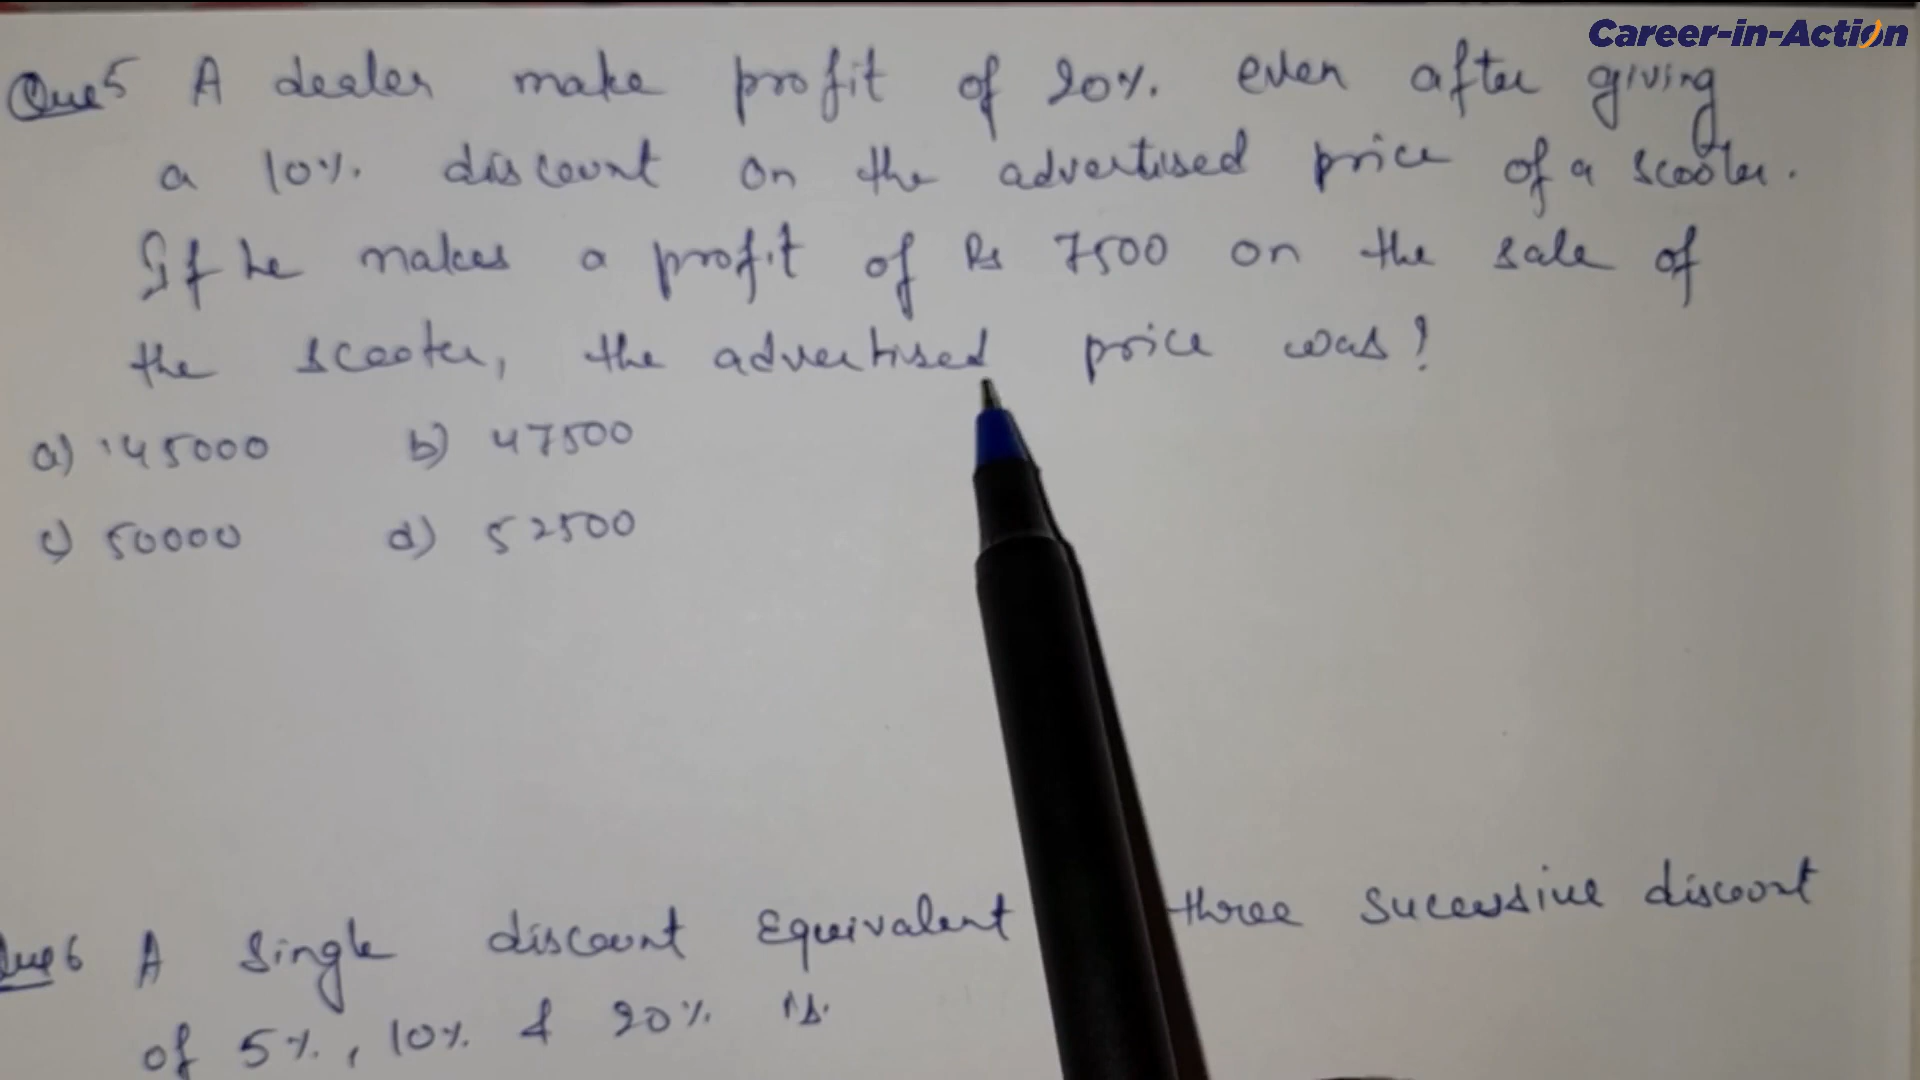 Career-in-Action
Que5 A dealer make profit of 20%. even after giving
a 10%. discount on the advertised price of a scooter.
If he makes a profit of Rs 7500 on the sale of
the scooter, the advertised price was?
a) 45000 b) 47500
c) 50000 d) 52500
Que6 A Single discount Equivalent three Sucessive discount
of 5%, 10% & 20% is.